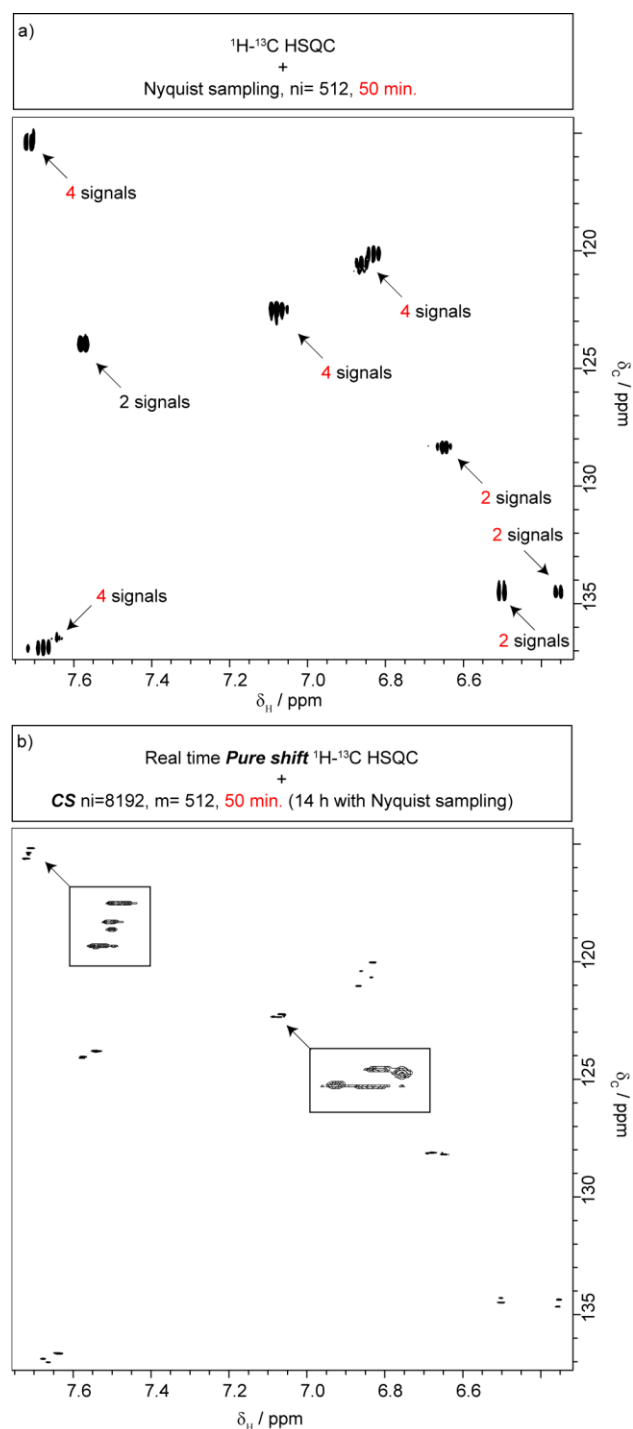 a)
¹H-¹³C HSQC
+
Nyquist sampling, ni= 512, 50 min.
4 signals
120
4 signals
4 signals
125
2 signals
δC / ppm
130
2 signals
2 signals
4 signals
135
2 signals
7.6 7.4 7.2 7.0 6.8 6.6
δH / ppm
b)
Real time Pure shift ¹H-¹³C HSQC
+
CS ni=8192, m= 512, 50 min. (14 h with Nyquist sampling)
120
125
δC / ppm
130
135
7.6 7.4 7.2 7.0 6.8 6.6
δH / ppm